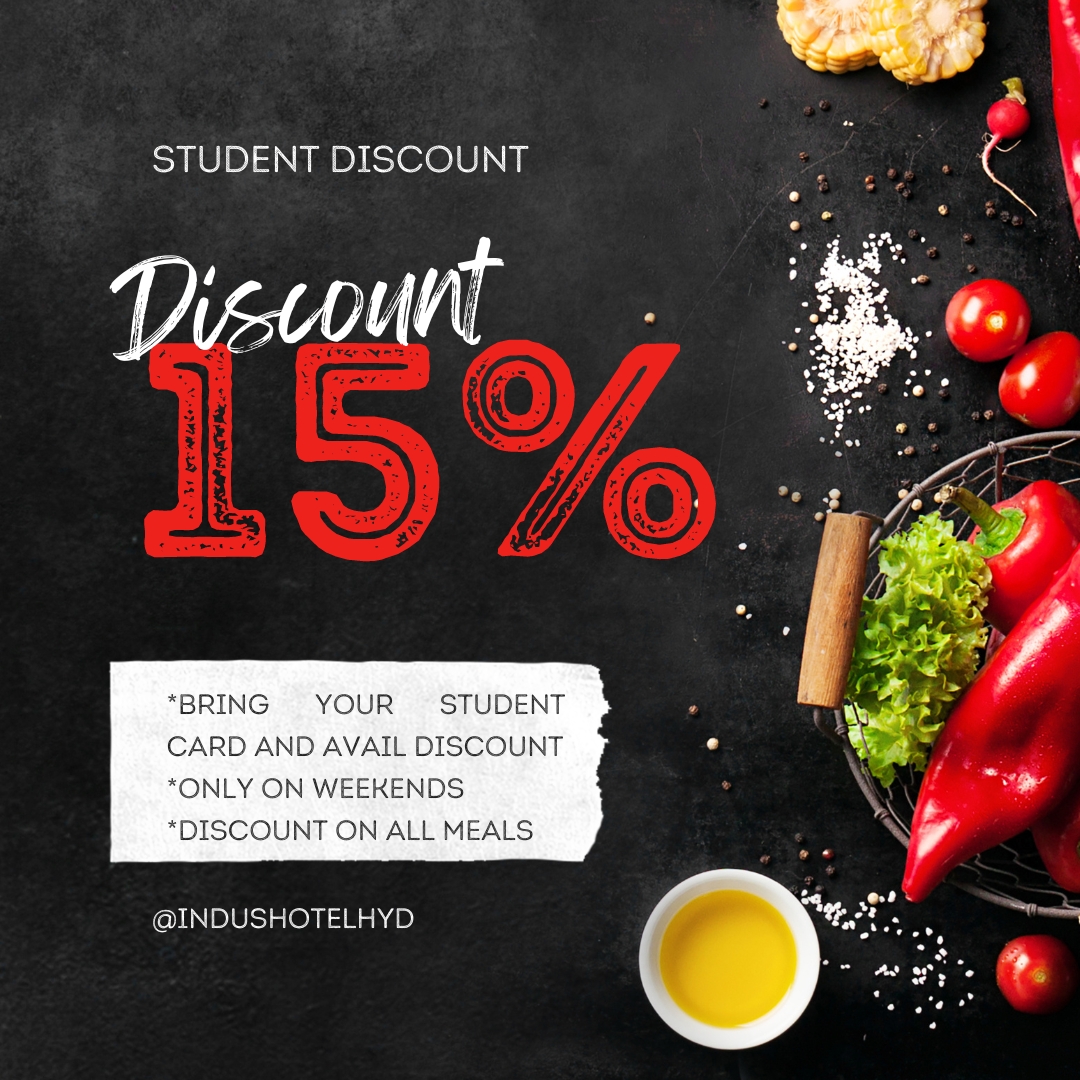 STUDENT DISCOUNT
Discount
15%
*BRING YOUR STUDENT
CARD AND AVAIL DISCOUNT
*ONLY ON WEEKENDS
*DISCOUNT ON ALL MEALS
@INDUSHOTELHYD